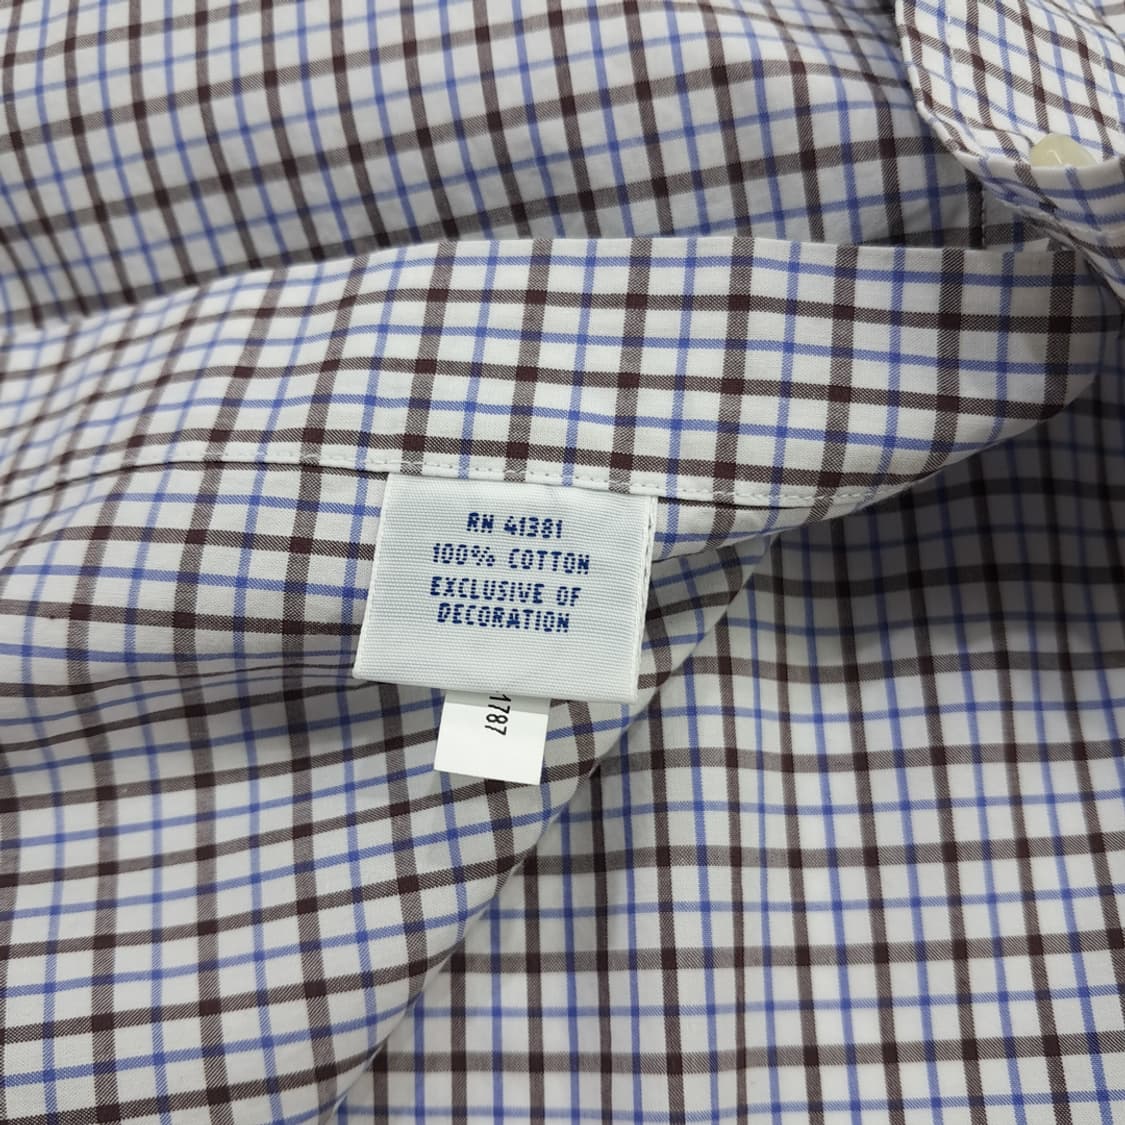 RN 41381
100% COTTON
EXCLUSIVE OF
DECORATION
1787